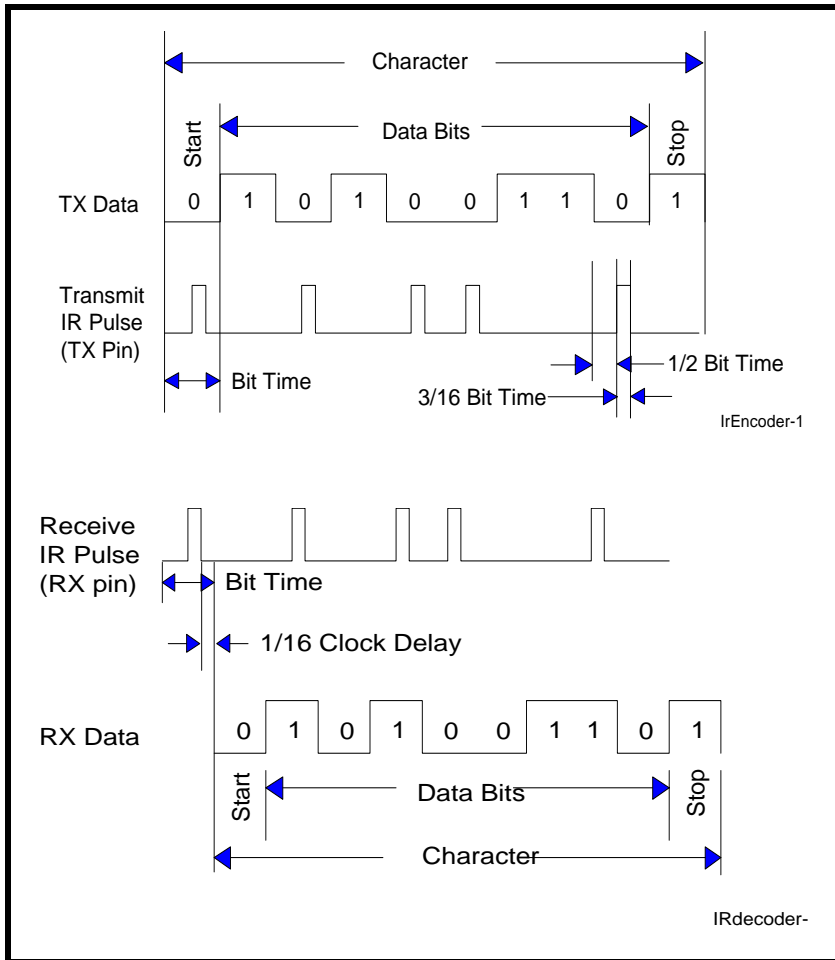 Character
Start
Data Bits
Stop
TX Data
0 1 0 1 0 0 1 1 0 1
Transmit
IR Pulse
(TX Pin)
Bit Time
1/2 Bit Time
3/16 Bit Time
IrEncoder-1
Receive
IR Pulse
(RX pin)
Bit Time
1/16 Clock Delay
RX Data
0 1 0 1 0 0 1 1 0 1
Start
Data Bits
Stop
Character
IRdecoder-